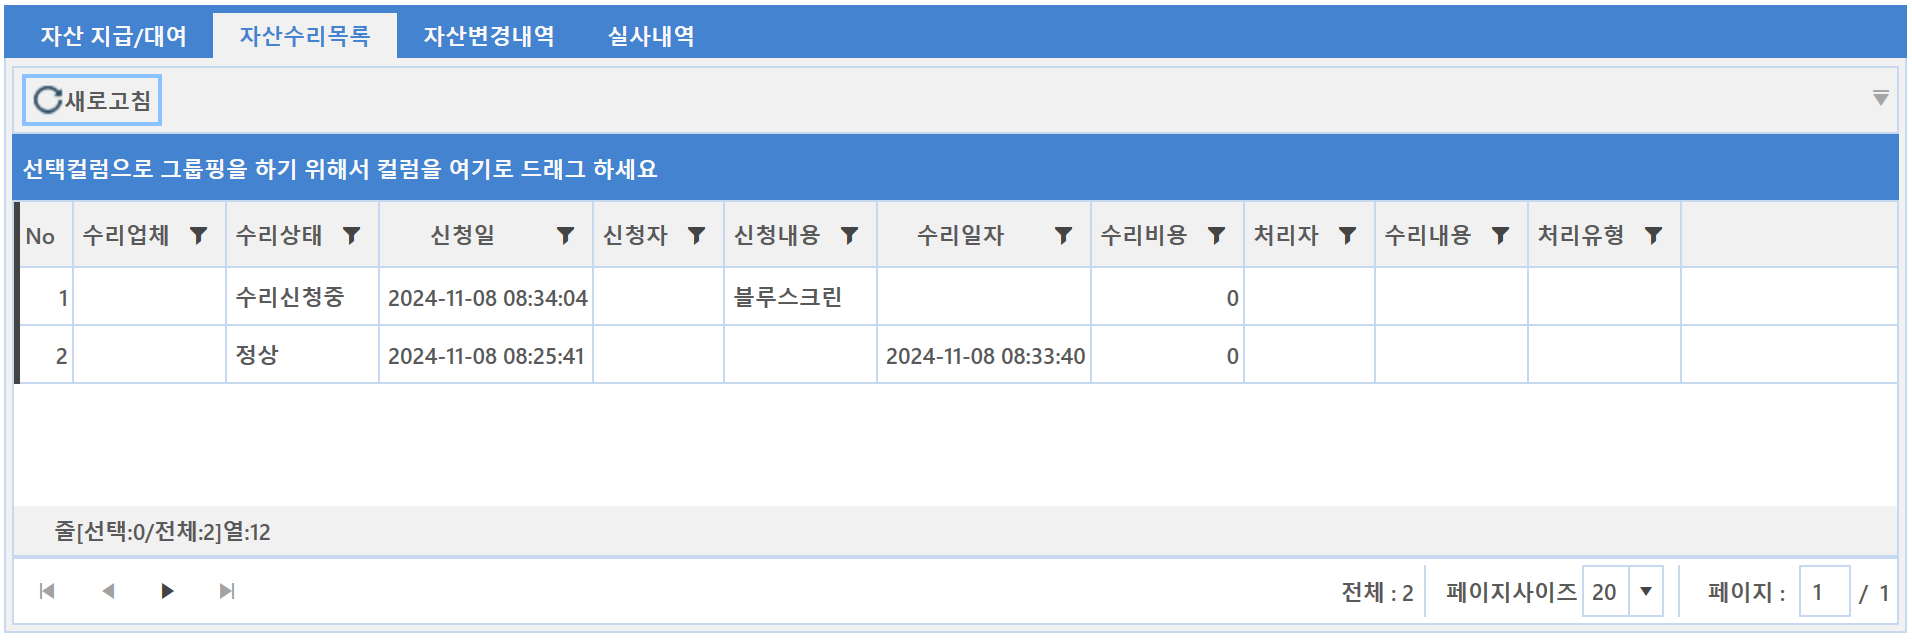 자산 지급/대여 자산수리목록 자산변경내역 실사내역
새로고침
선택컬럼으로 그룹핑을 하기 위해서 컬럼을 여기로 드래그 하세요
No 수리업체 수리상태 신청일 신청자 신청내용 수리일자 수리비용 처리자 수리내용 처리유형
1 수리신청중 2024-11-08 08:34:04 블루스크린 0
2 정상 2024-11-08 08:25:41 2024-11-08 08:33:40 0
줄[선택:0/전체:2]열:12
전체 : 2 페이지사이즈 20 페이지 : 1 / 1